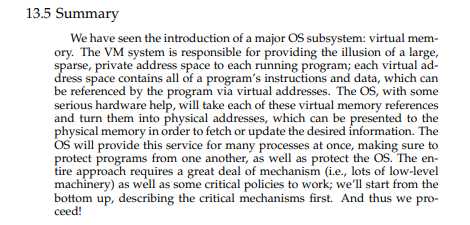 13.5 Summary
We have seen the introduction of a major OS subsystem: virtual mem-
ory. The VM system is responsible for providing the illusion of a large,
sparse, private address space to each running program; each virtual ad-
dress space contains all of a program's instructions and data, which can
be referenced by the program via virtual addresses. The OS, with some
serious hardware help, will take each of these virtual memory references
and turn them into physical addresses, which can be presented to the
physical memory in order to fetch or update the desired information. The
OS will provide this service for many processes at once, making sure to
protect programs from one another, as well as protect the OS. The en-
tire approach requires a great deal of mechanism (i.e., lots of low-level
machinery) as well as some critical policies to work; we'll start from the
bottom up, describing the critical mechanisms first. And thus we pro-
ceed!